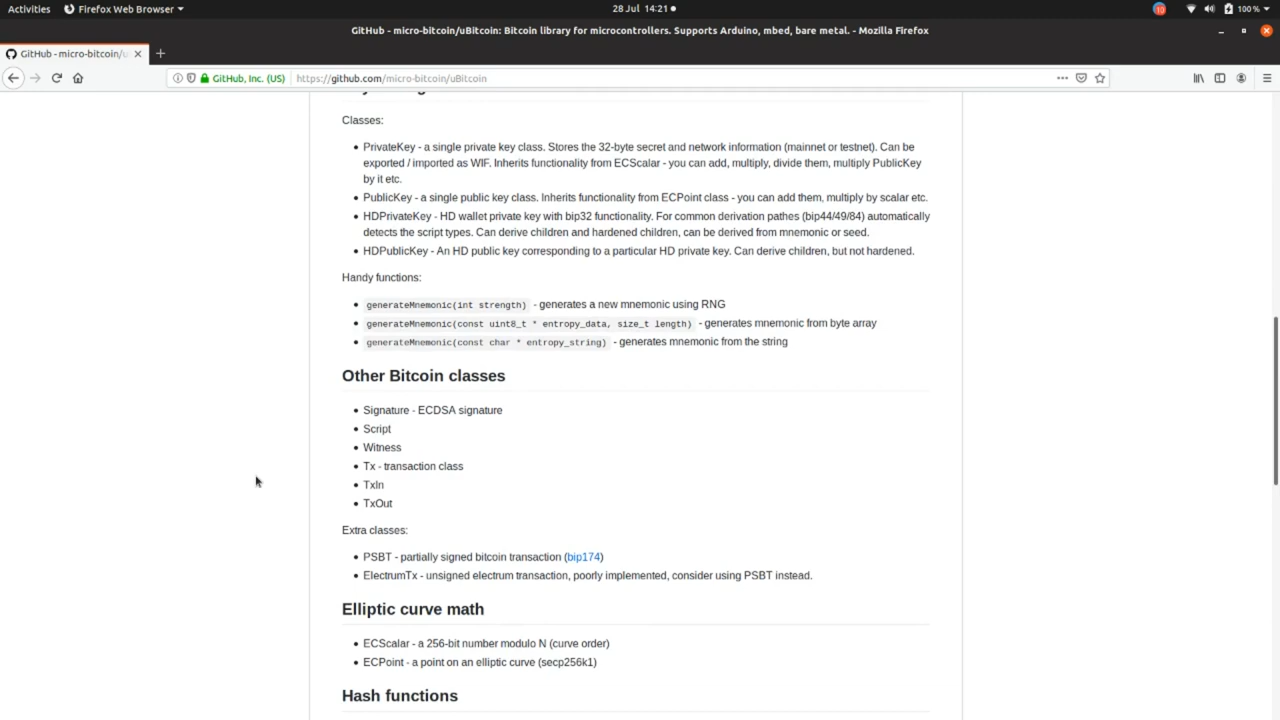 Activities Firefox Web Browser 28 Jul 14:21 10 100 %
GitHub - micro-bitcoin/uBitcoin: Bitcoin library for microcontrollers. Supports Arduino, mbed, bare metal. - Mozilla Firefox
GitHub - micro-bitcoin/u
GitHub, Inc. (US) https://github.com/micro-bitcoin/uBitcoin
Classes:
PrivateKey - a single private key class. Stores the 32-byte secret and network information (mainnet or testnet). Can be
exported / imported as WIF. Inherits functionality from ECScalar - you can add, multiply, divide them, multiply PublicKey
by it etc.
PublicKey - a single public key class. Inherits functionality from ECPoint class - you can add them, multiply by scalar etc.
HDPrivateKey - HD wallet private key with bip32 functionality. For common derivation pathes (bip44/49/84) automatically
detects the script types. Can derive children and hardened children, can be derived from mnemonic or seed.
HDPublicKey - An HD public key corresponding to a particular HD private key. Can derive children, but not hardened.
Handy functions:
generateMnemonic(int strength) - generates a new mnemonic using RNG
generateMnemonic(const uint8_t * entropy_data, size_t length) - generates mnemonic from byte array
generateMnemonic(const char * entropy_string) - generates mnemonic from the string
Other Bitcoin classes
Signature - ECDSA signature
Script
Witness
Tx - transaction class
TxIn
TxOut
Extra classes:
PSBT - partially signed bitcoin transaction (bip174)
ElectrumTx - unsigned electrum transaction, poorly implemented, consider using PSBT instead.
Elliptic curve math
ECScalar - a 256-bit number modulo N (curve order)
ECPoint - a point on an elliptic curve (secp256k1)
Hash functions